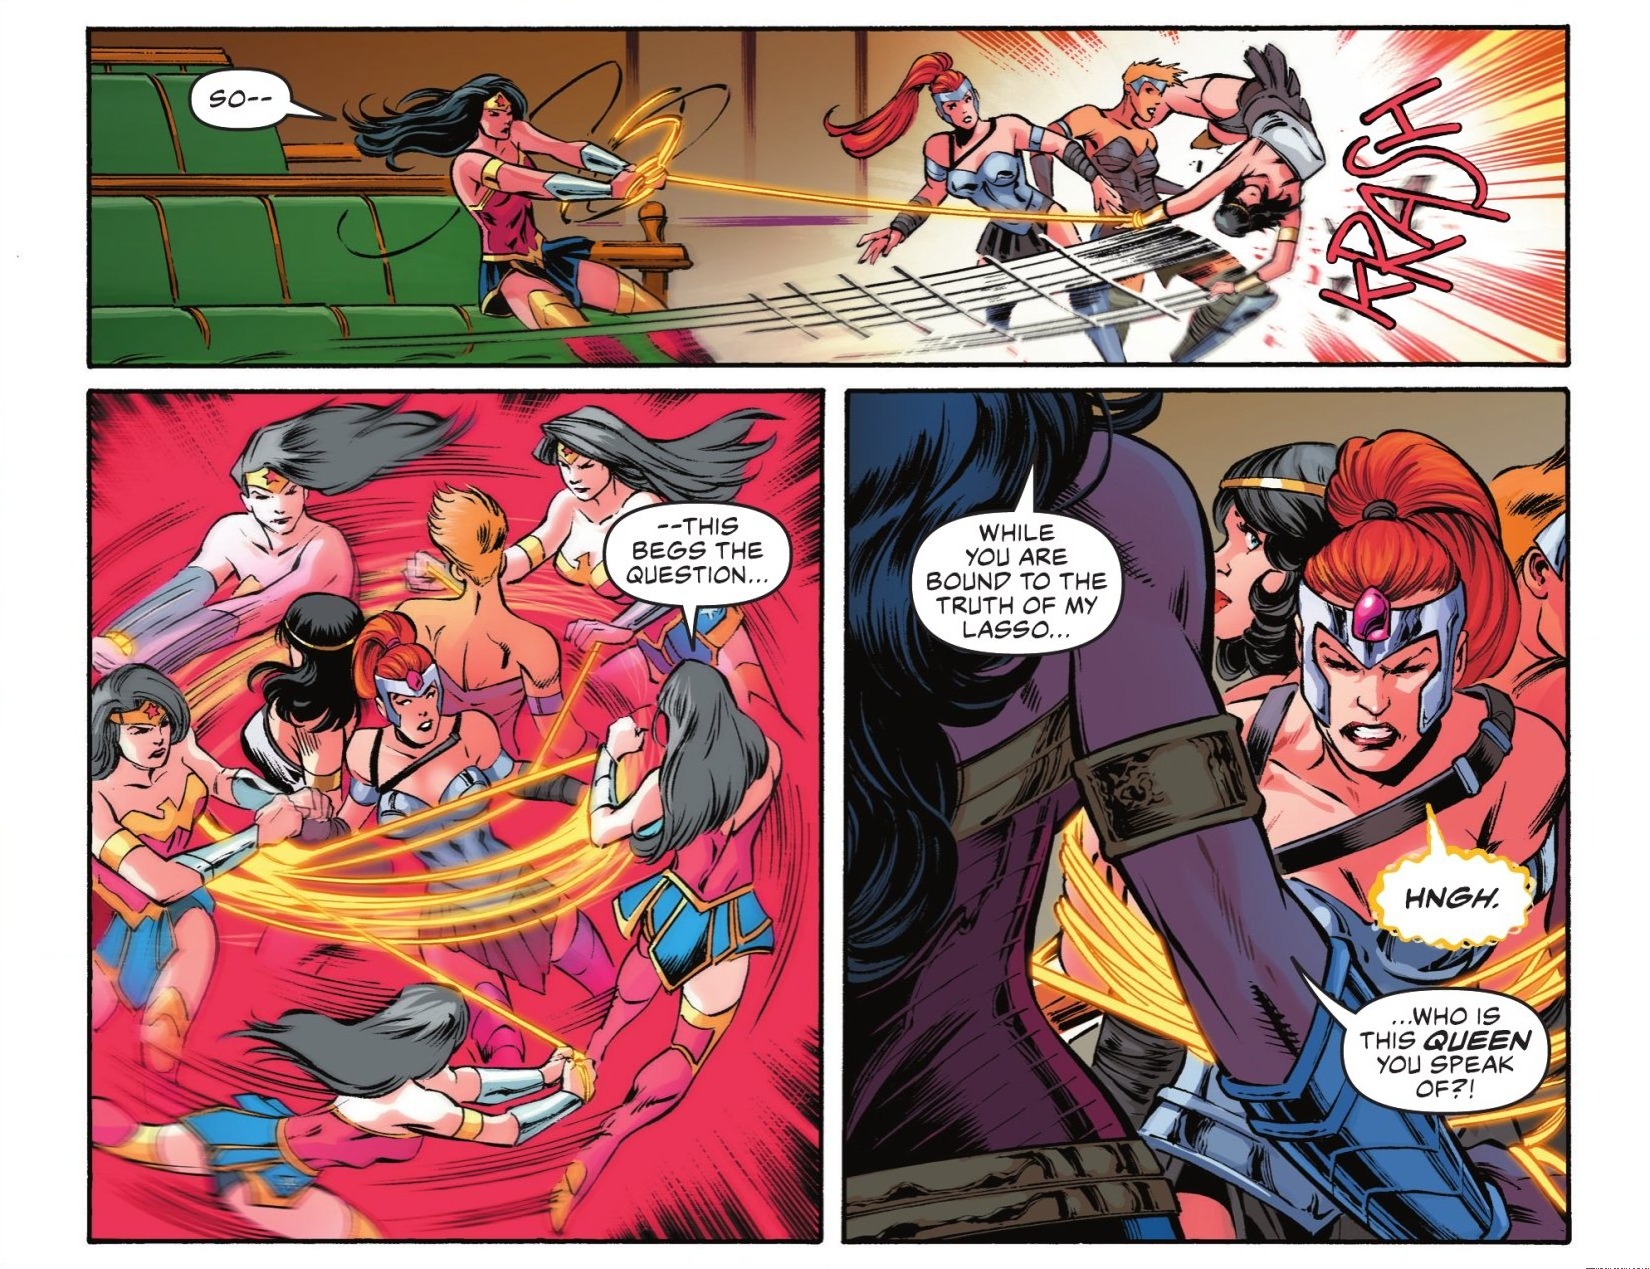 SO--
KRASH
--THIS
BEGS THE
QUESTION...
WHILE
YOU ARE
BOUND TO THE
TRUTH OF MY
LASSO...
HNGH.
...WHO IS
THIS QUEEN
YOU SPEAK
OF?!